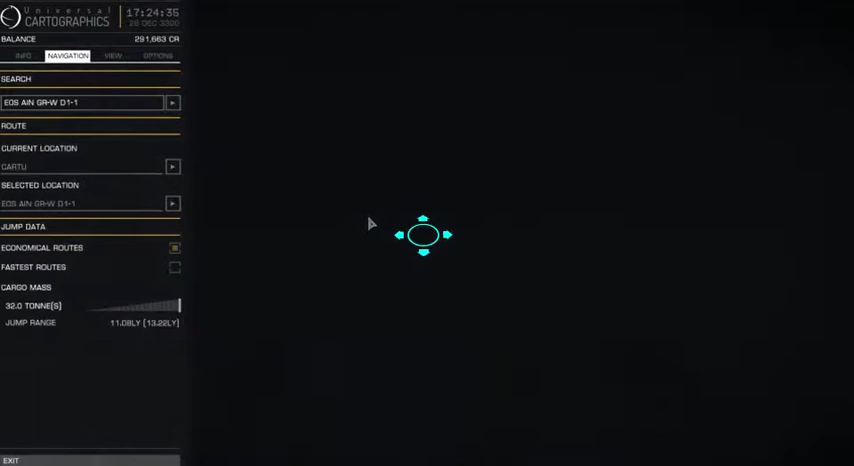 Universal
CARTOGRAPHICS
17:24:35
28 DEC 3300
BALANCE 291,663 CR
INFO NAVIGATION VIEW OPTIONS
SEARCH
EOS AIN GR-W D1-1
ROUTE
CURRENT LOCATION
CARTU
SELECTED LOCATION
EOS AIN GR-W D1-1
JUMP DATA
ECONOMICAL ROUTES
FASTEST ROUTES
CARGO MASS
32.0 TONNE(S)
JUMP RANGE 11.08LY (13.22LY)
EXIT